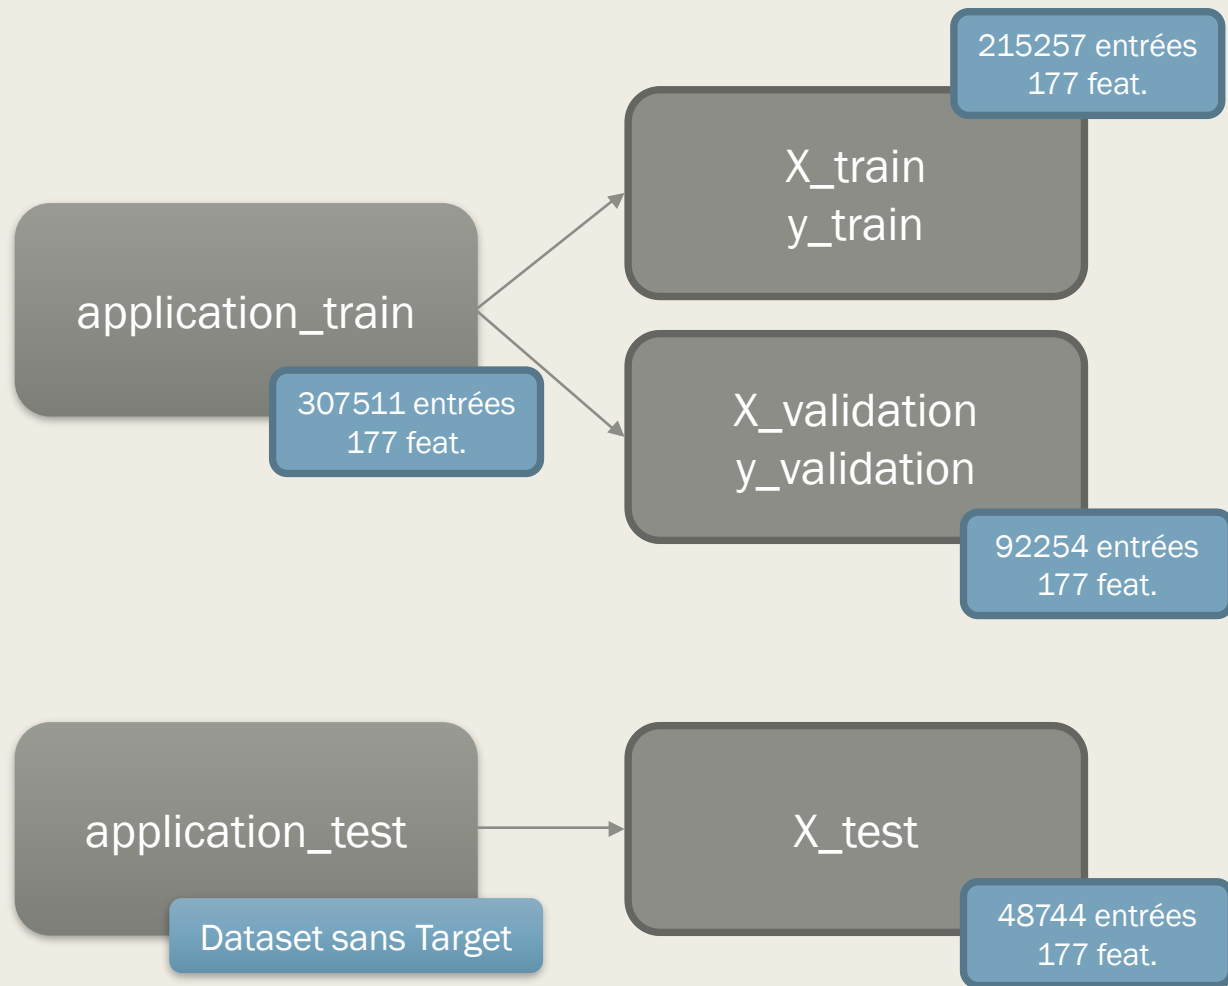 215257 entrées
177 feat.
X_train
y_train
application_train
307511 entrées
177 feat.
X_validation
y_validation
92254 entrées
177 feat.
application_test
Dataset sans Target
X_test
48744 entrées
177 feat.